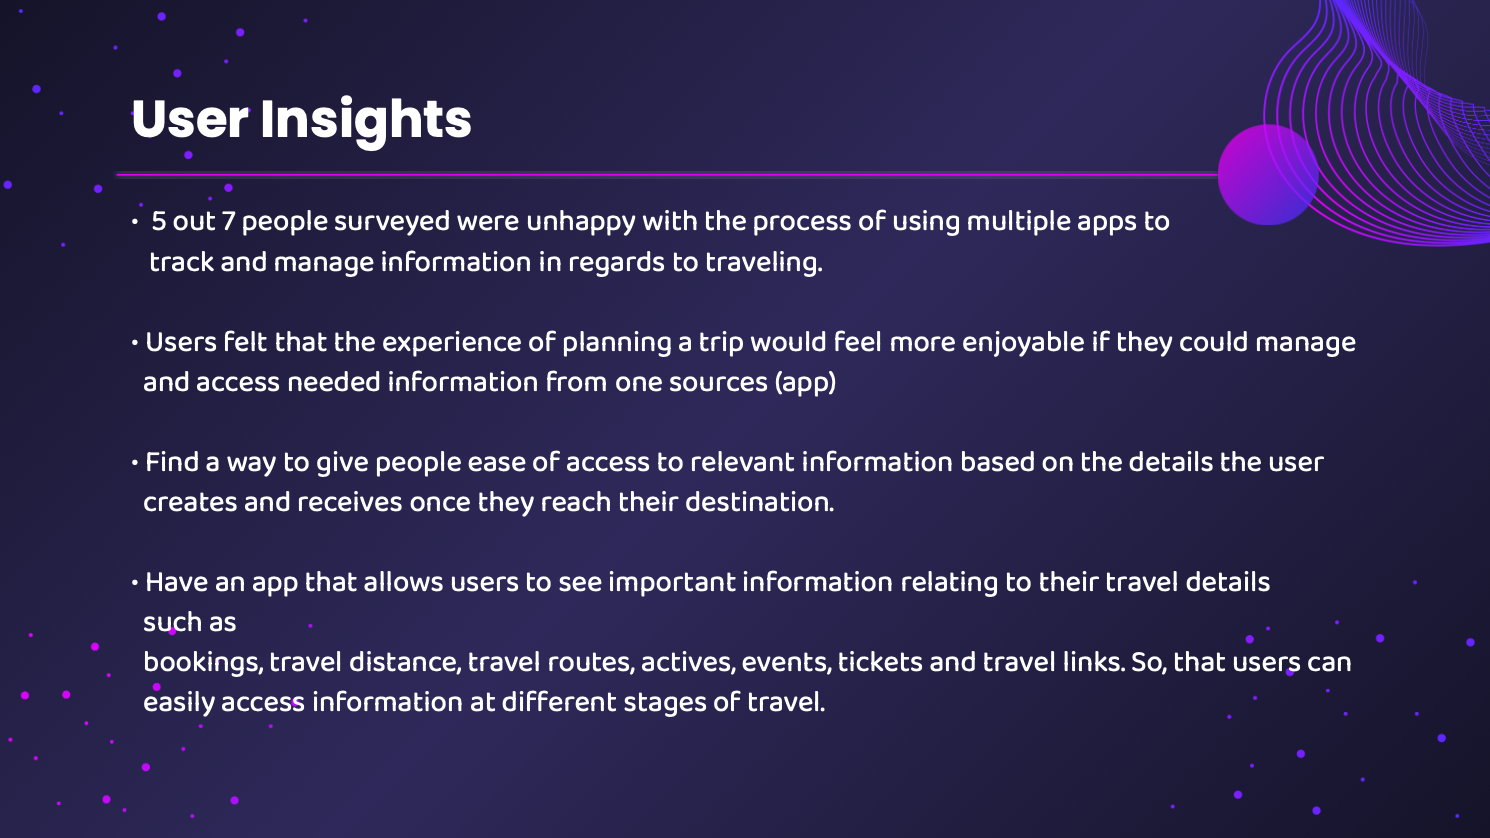 User Insights
• 5 out 7 people surveyed were unhappy with the process of using multiple apps to
track and manage information in regards to traveling.
• Users felt that the experience of planning a trip would feel more enjoyable if they could manage
and access needed information from one sources (app)
• Find a way to give people ease of access to relevant information based on the details the user
creates and receives once they reach their destination.
• Have an app that allows users to see important information relating to their travel details
such as
bookings, travel distance, travel routes, actives, events, tickets and travel links. So, that users can
easily access information at different stages of travel.